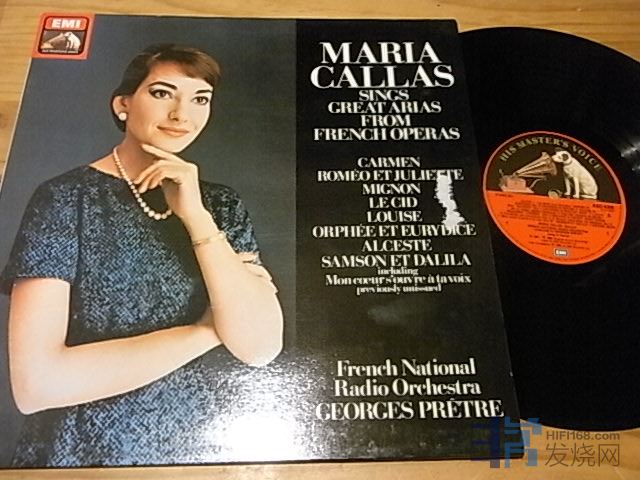 EMI
MARIA
CALLAS
SINGS
GREAT ARIAS
FROM
FRENCH OPERAS
CARMEN
ROMÉO ET JULIETTE
MIGNON
LE CID
LOUISE
ORPHÉE ET EURYDICE
ALCESTE
SAMSON ET DALILA
including
Mon coeur s'ouvre à ta voix
previously unissued
French National
Radio Orchestra
GEORGES PRÊTRE
HIS MASTER'S VOICE
EMI
HIFI168.com
发烧网